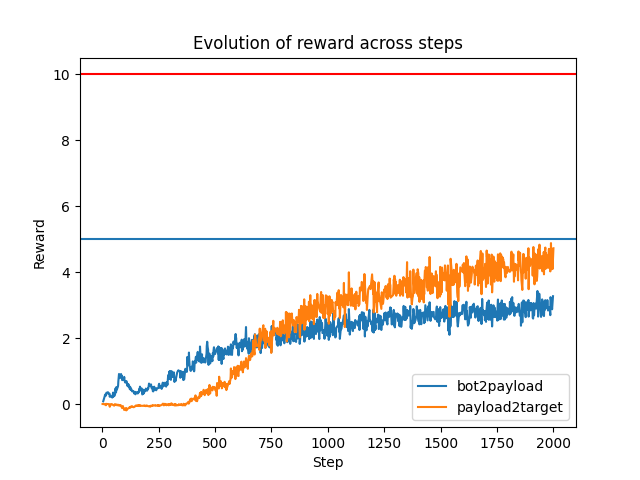 Evolution of reward across steps
Reward
10
8
6
4
2
0
0 250 500 750 1000 1250 1500 1750 2000
Step
bot2payload
payload2target